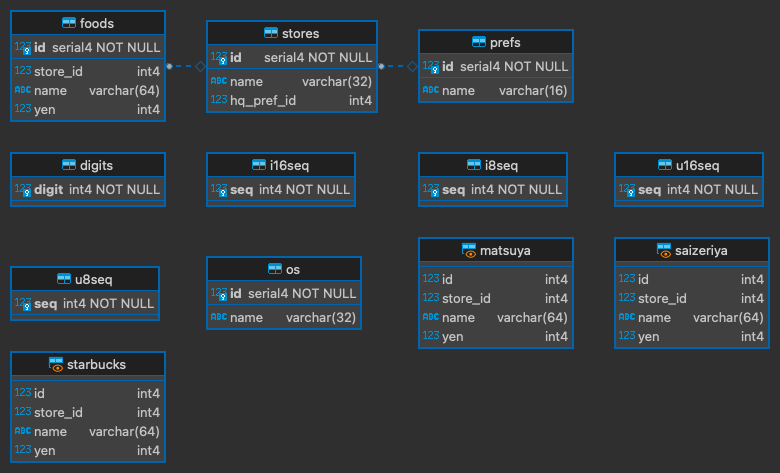 foods
123 id serial4 NOT NULL
123 store_id int4
ABC name varchar(64)
123 yen int4
stores
123 id serial4 NOT NULL
ABC name varchar(32)
123 hq_pref_id int4
prefs
123 id serial4 NOT NULL
ABC name varchar(16)
digits
123 digit int4 NOT NULL
i16seq
123 seq int4 NOT NULL
i8seq
123 seq int4 NOT NULL
u16seq
123 seq int4 NOT NULL
u8seq
123 seq int4 NOT NULL
os
123 id serial4 NOT NULL
ABC name varchar(32)
matsuya
123 id int4
123 store_id int4
ABC name varchar(64)
123 yen int4
saizeriya
123 id int4
123 store_id int4
ABC name varchar(64)
123 yen int4
starbucks
123 id int4
123 store_id int4
ABC name varchar(64)
123 yen int4